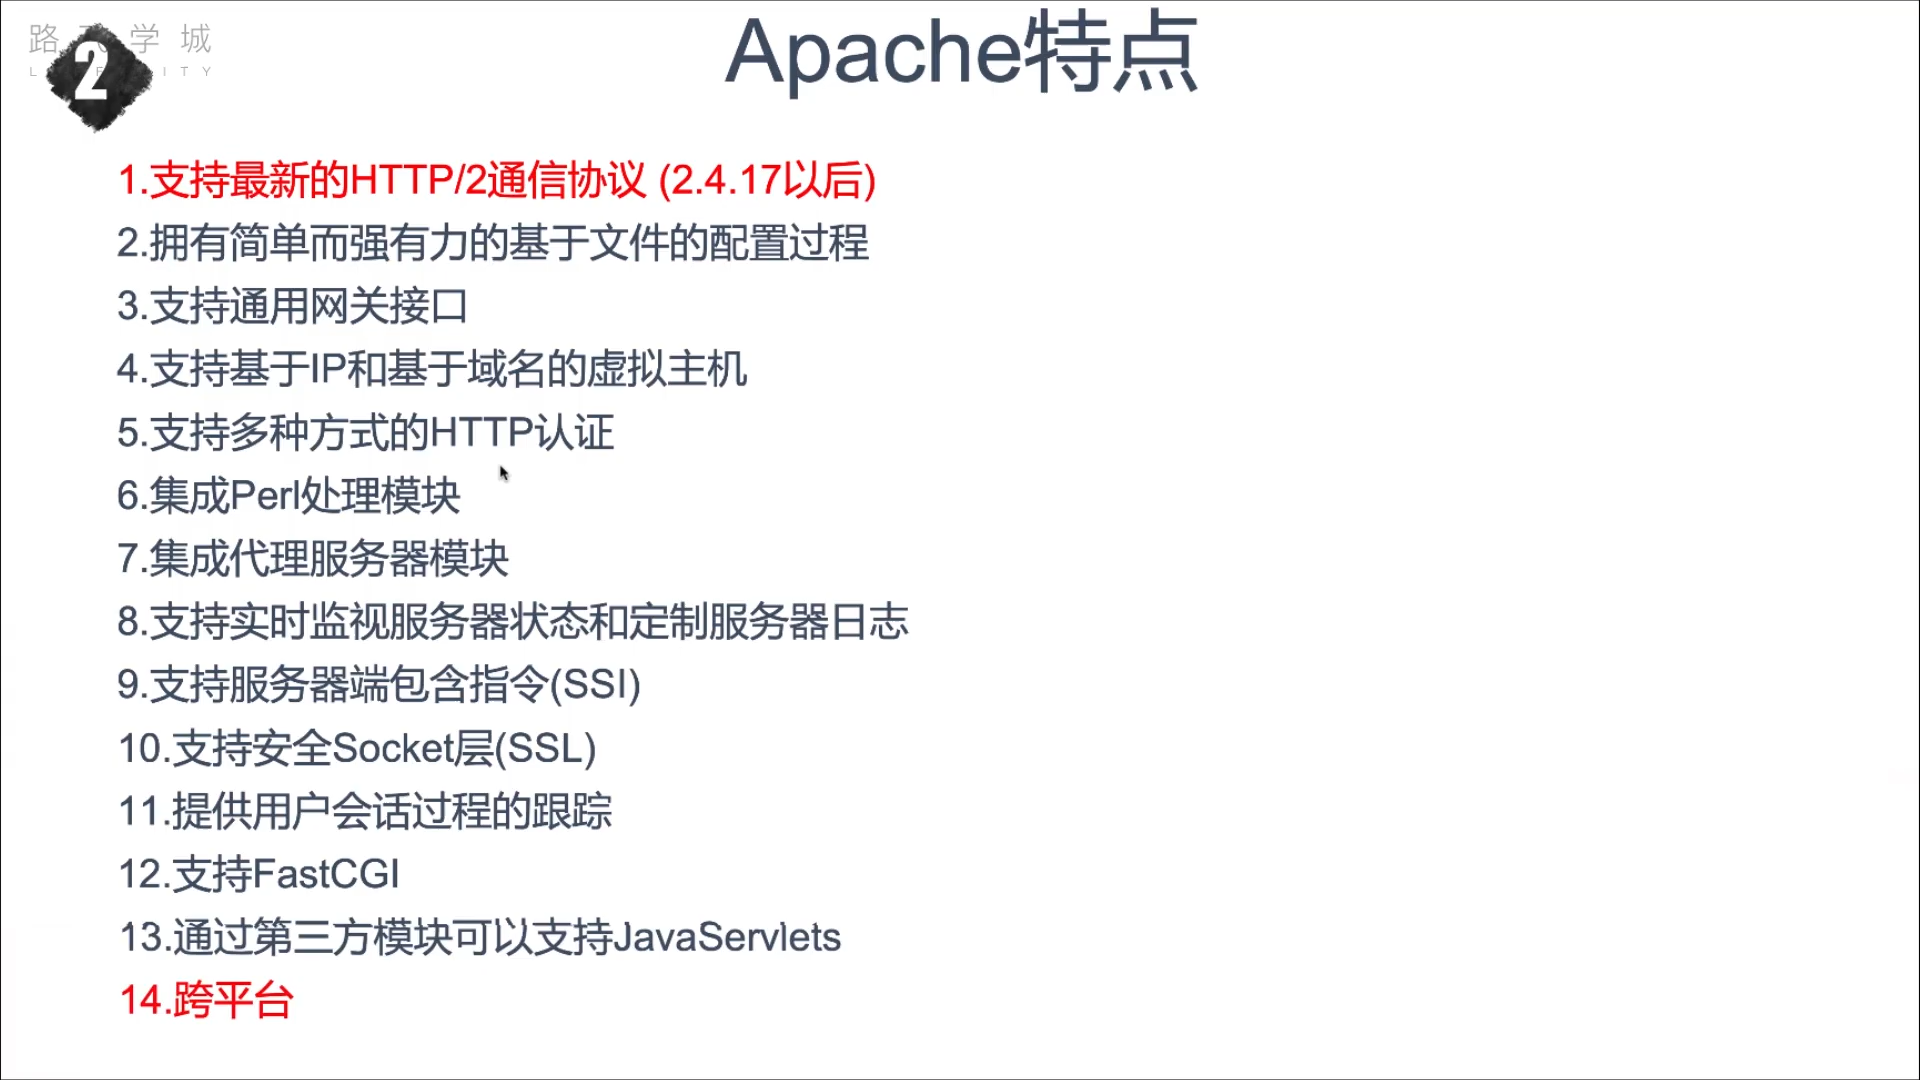 路 学城
2
Apache特点
1.支持最新的HTTP/2通信协议 (2.4.17以后)
2.拥有简单而强有力的基于文件的配置过程
3.支持通用网关接口
4.支持基于IP和基于域名的虚拟主机
5.支持多种方式的HTTP认证
6.集成Perl处理模块
7.集成代理服务器模块
8.支持实时监视服务器状态和定制服务器日志
9.支持服务器端包含指令(SSI)
10.支持安全Socket层(SSL)
11.提供用户会话过程的跟踪
12.支持FastCGI
13.通过第三方模块可以支持JavaServlets
14.跨平台